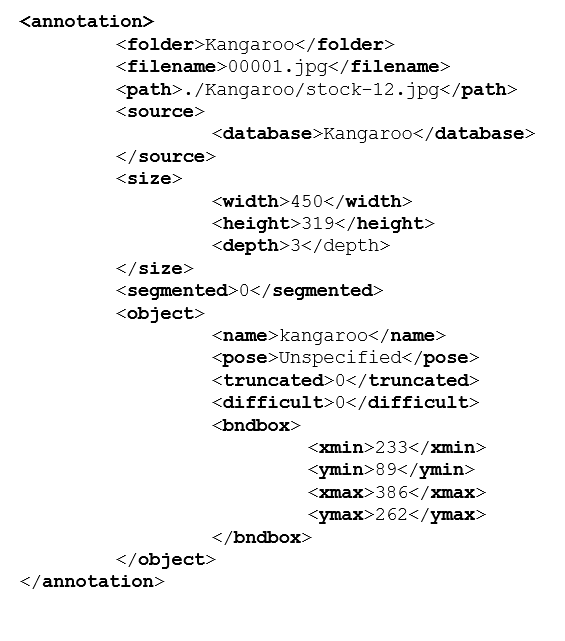 <annotation>
<folder>Kangaroo</folder>
<filename>00001.jpg</filename>
<path>./Kangaroo/stock-12.jpg</path>
<source>
<database>Kangaroo</database>
</source>
<size>
<width>450</width>
<height>319</height>
<depth>3</depth>
</size>
<segmented>0</segmented>
<object>
<name>kangaroo</name>
<pose>Unspecified</pose>
<truncated>0</truncated>
<difficult>0</difficult>
<bndbox>
<xmin>233</xmin>
<ymin>89</ymin>
<xmax>386</xmax>
<ymax>262</ymax>
</bndbox>
</object>
</annotation>